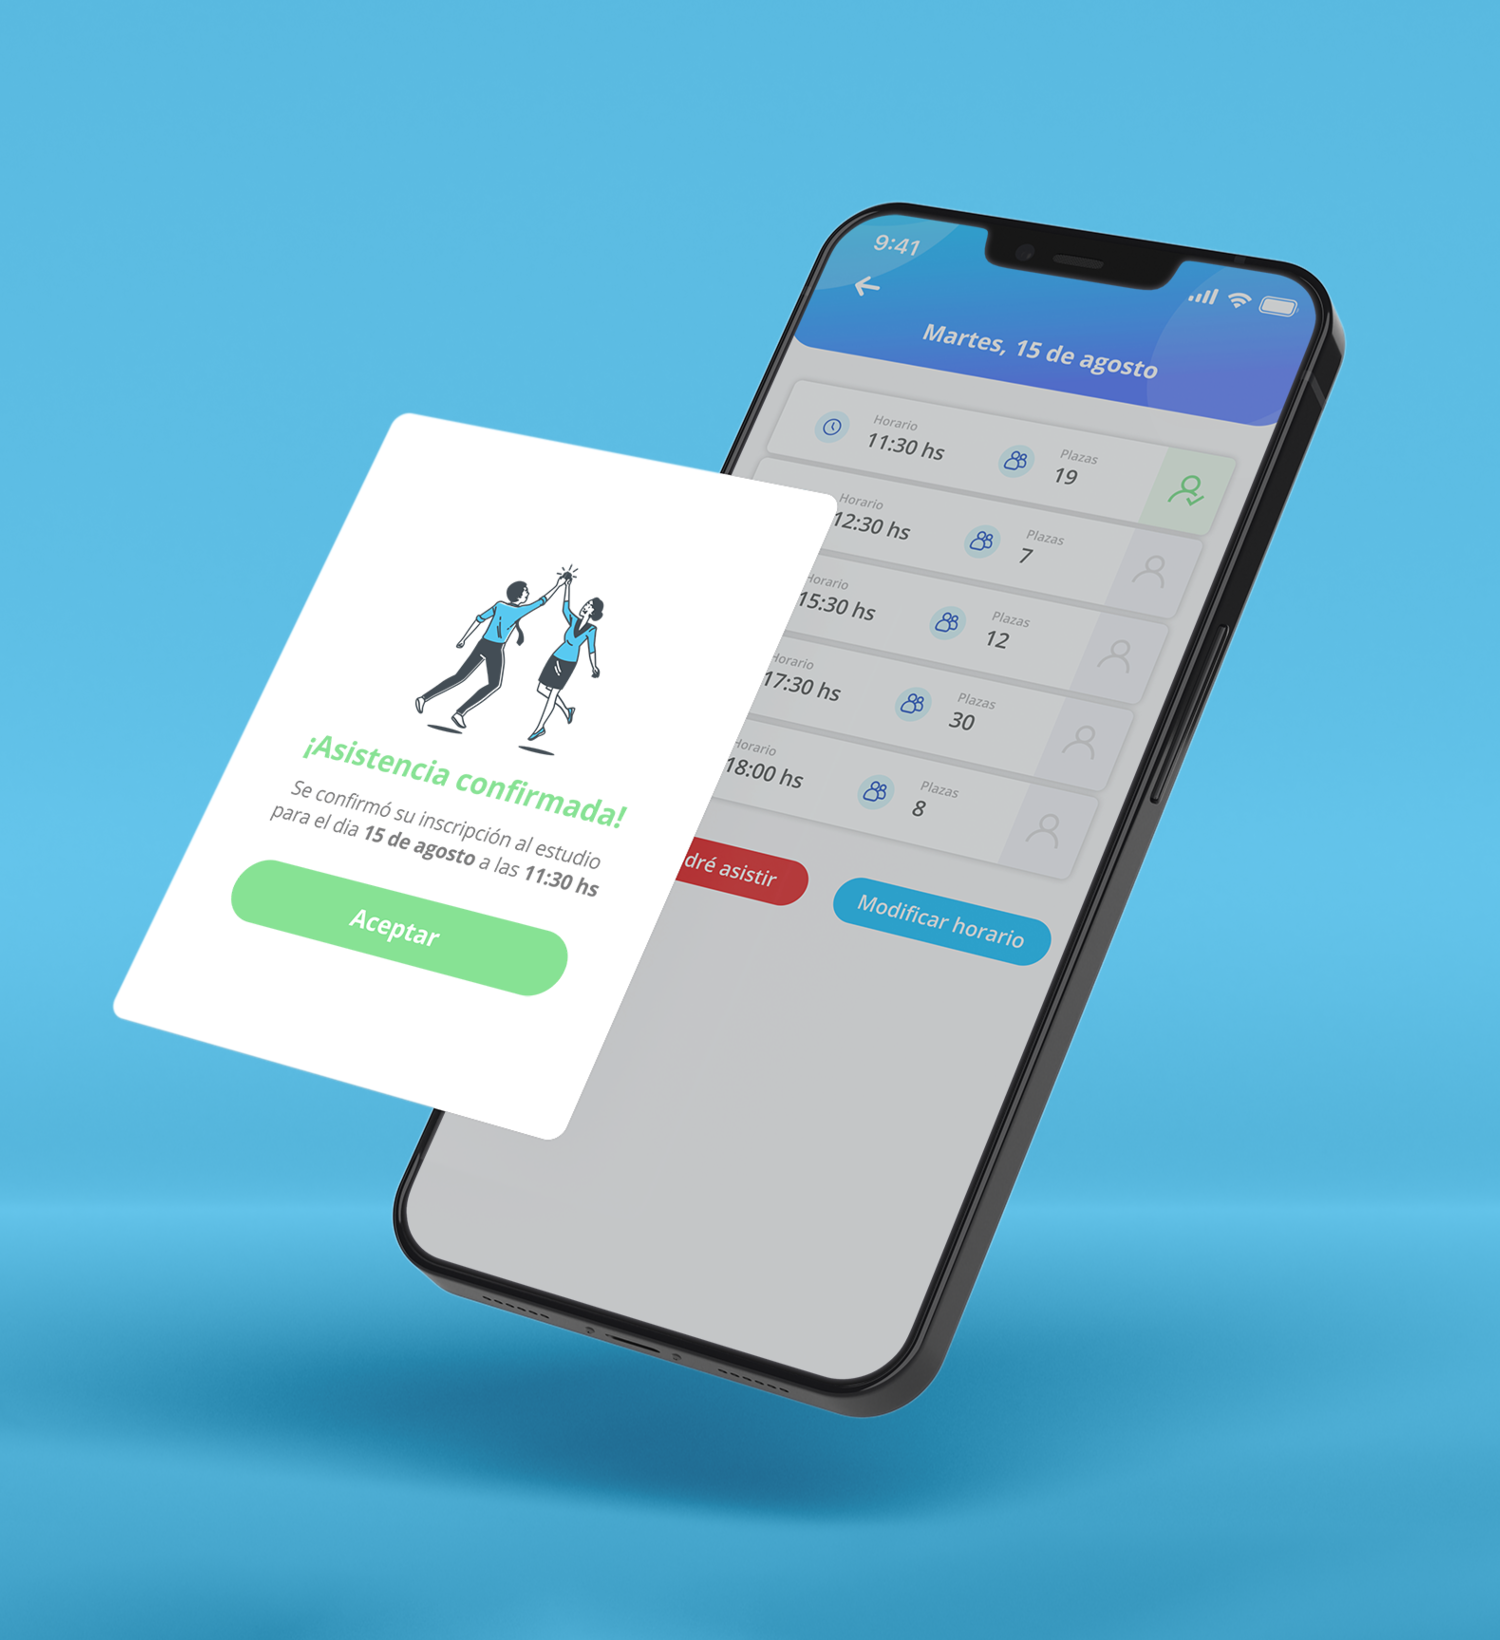 9:41
Martes, 15 de agosto
Horario
11:30 hs
Plazas
19
Horario
12:30 hs
Plazas
7
Horario
15:30 hs
Plazas
12
Horario
17:30 hs
Plazas
30
Horario
18:00 hs
Plazas
8
dré asistir
Modificar horario
¡Asistencia confirmada!
Se confirmó su inscripción al estudio
para el dia 15 de agosto a las 11:30 hs
Aceptar